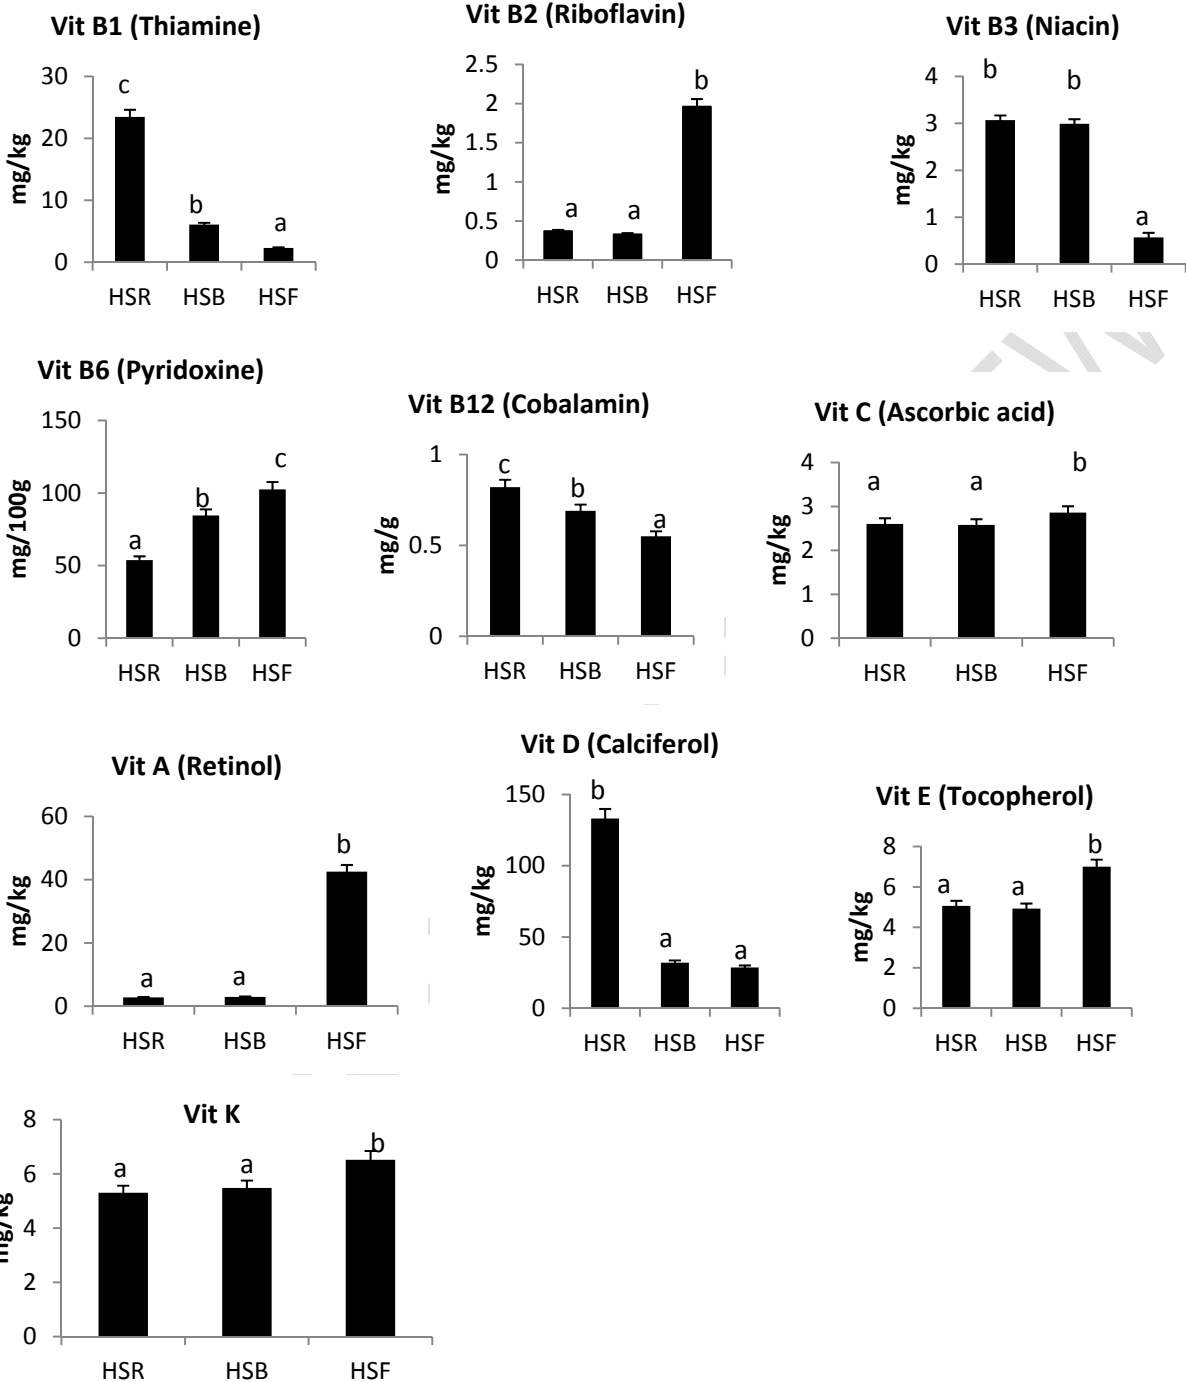 Vit B1 (Thiamine)
30
20
10
0
mg/kg
c
b
a
HSR HSB HSF
Vit B2 (Riboflavin)
2.5
2
1.5
1
0.5
0
mg/kg
a
a
b
HSR HSB HSF
Vit B3 (Niacin)
4
3
2
1
0
mg/kg
b
b
a
HSR HSB HSF
Vit B6 (Pyridoxine)
150
100
50
0
mg/100g
a
b
c
HSR HSB HSF
Vit B12 (Cobalamin)
1
0.5
0
mg/g
c
b
a
HSR HSB HSF
Vit C (Ascorbic acid)
4
3
2
1
0
mg/kg
a
a
b
HSR HSB HSF
Vit A (Retinol)
60
40
20
0
mg/kg
a
a
b
HSR HSB HSF
Vit D (Calciferol)
150
100
50
0
mg/kg
b
a
a
HSR HSB HSF
Vit E (Tocopherol)
8
6
4
2
0
mg/kg
a
a
b
HSR HSB HSF
Vit K
8
6
4
2
0
mg/kg
a
a
b
HSR HSB HSF